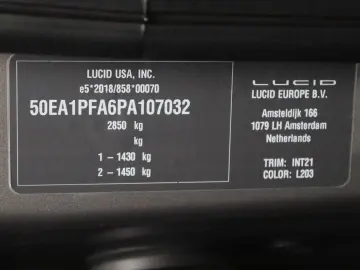 LUCID USA, INC.
e5*2018/858*00070
50EA1PFA6PA107032
2850 kg
kg
1 - 1430 kg
2 - 1450 kg
LUCID
LUCID EUROPE B.V.
Amsteldijk 166
1079 LH Amsterdam
Netherlands
TRIM: INT21
COLOR: L203